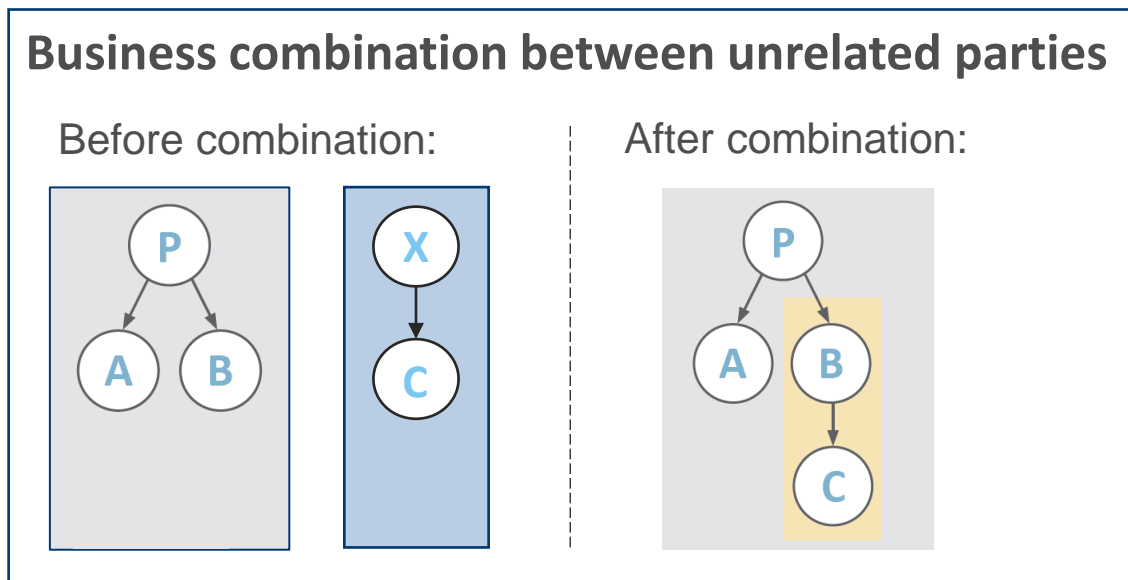 Business combination between unrelated parties
Before combination:
P
A B
X
C
After combination:
P
A B
C